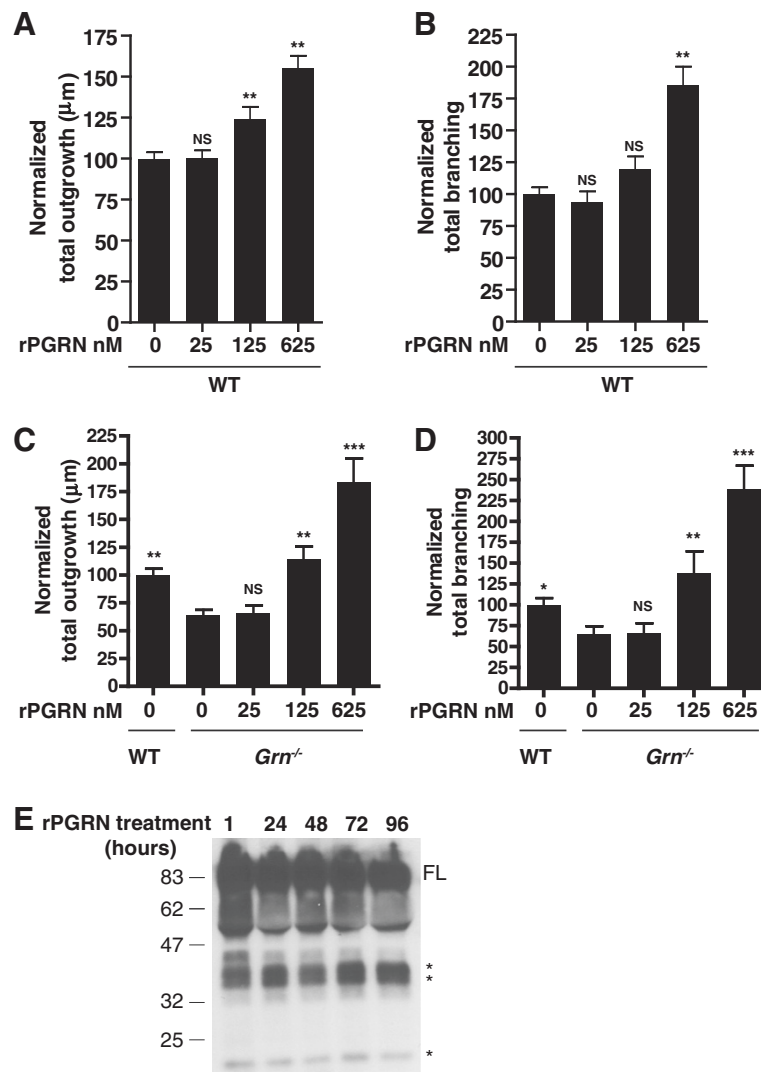 A
Normalized
total outgrowth (μm)
175
150
125
100
75
50
25
0
NS
**
**
rPGRN nM 0 25 125 625
WT
B
Normalized
total branching
225
200
175
150
125
100
75
50
25
0
NS
NS
**
rPGRN nM 0 25 125 625
WT
C
Normalized
total outgrowth (μm)
225
200
175
150
125
100
75
50
25
0
**
NS
**
***
rPGRN nM 0 0 25 125 625
WT Grn-/-
D
Normalized
total branching
300
275
250
225
200
175
150
125
100
75
50
25
0
*
NS
**
***
rPGRN nM 0 0 25 125 625
WT Grn-/-
E rPGRN treatment 1 24 48 72 96
(hours)
83
FL
62
47
*
*
32
25
*